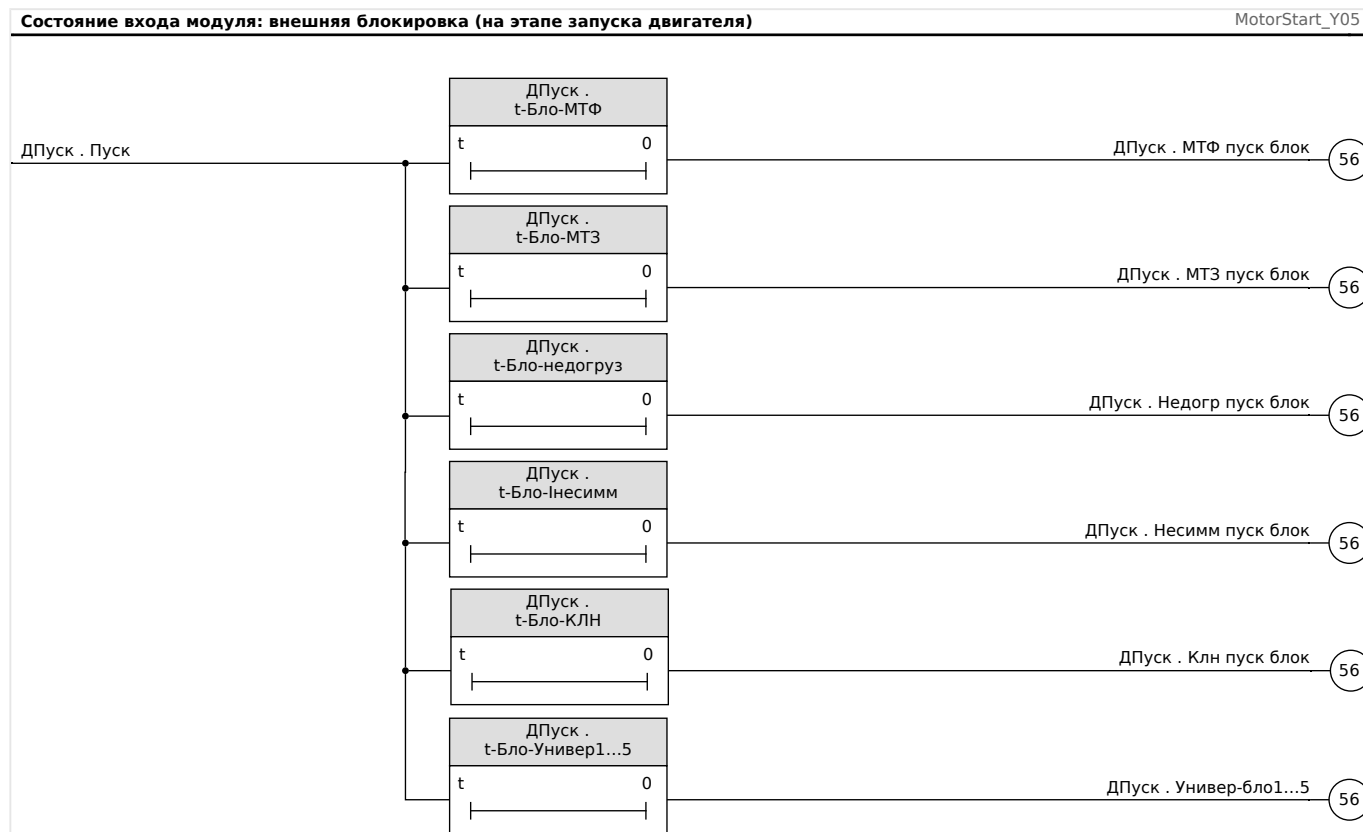 Состояние входа модуля: внешняя блокировка (на этапе запуска двигателя)
MotorStart_Y05
ДПуск . Пуск
ДПуск .
t-Бло-МТФ
t 0
ДПуск . МТФ пуск блок
56
ДПуск .
t-Бло-МТЗ
t 0
ДПуск . МТЗ пуск блок
56
ДПуск .
t-Бло-недогруз
t 0
ДПуск . Недогр пуск блок
56
ДПуск .
t-Бло-Iнесимм
t 0
ДПуск . Несимм пуск блок
56
ДПуск .
t-Бло-КЛН
t 0
ДПуск . Клн пуск блок
56
ДПуск .
t-Бло-Универ1...5
t 0
ДПуск . Универ-бло1...5
56